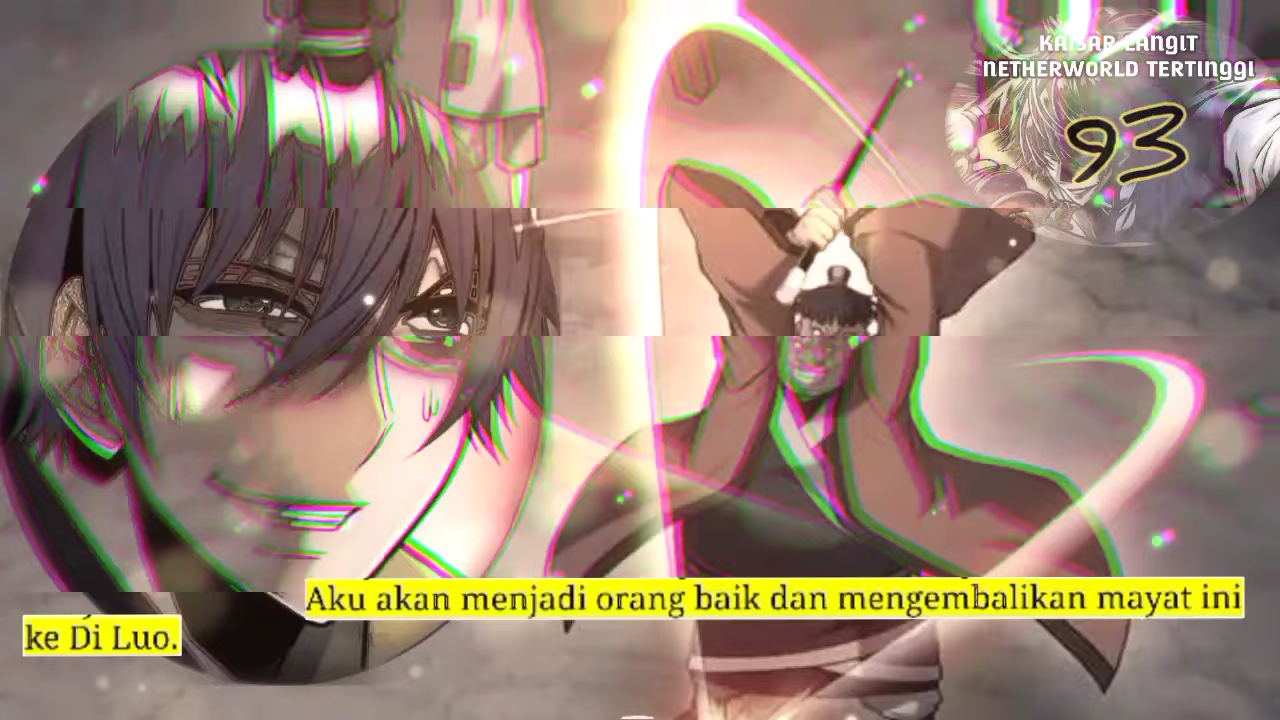 KAISAR LANGIT
NETHERWORLD TERTINGGI
93
Aku akan menjadi orang baik dan mengembalikan mayat ini
ke Di Luo.